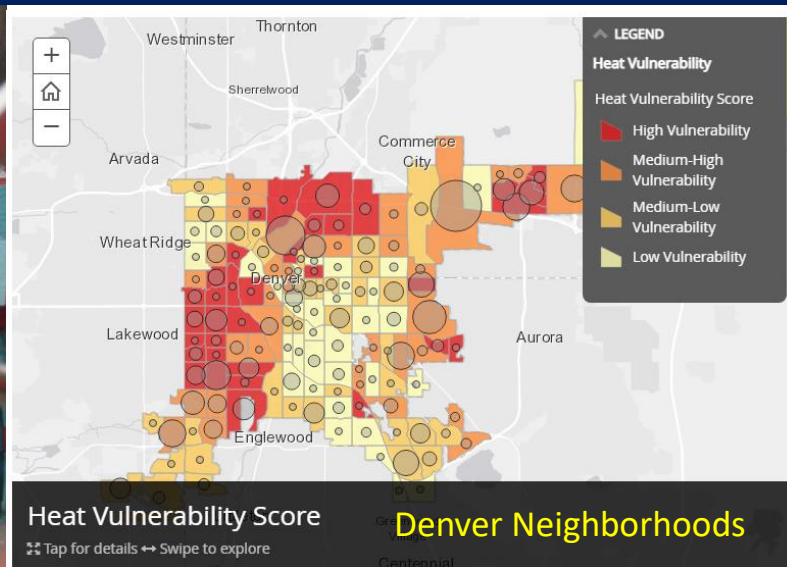 Thornton
Westminster
Sherrelwood
Commerce
City
Arvada
Wheat Ridge
Denver
Lakewood
Aurora
Englewood
Centennial
+
−
LEGEND
Heat Vulnerability
Heat Vulnerability Score
High Vulnerability
Medium-High
Vulnerability
Medium-Low
Vulnerability
Low Vulnerability
Heat Vulnerability Score
Tap for details ↔ Swipe to explore
Denver Neighborhoods